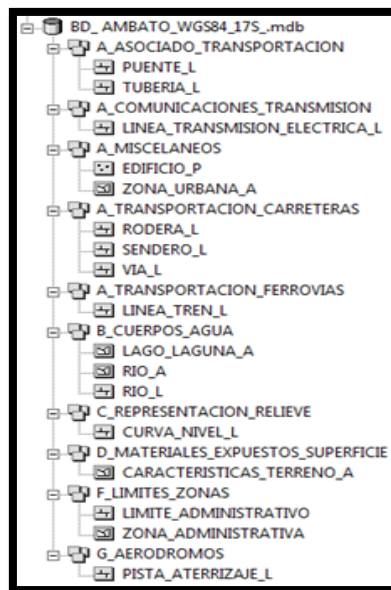 BD_ AMBATO_WGS84_17S_.mdb
A_ASOCIADO_TRANSPORTACION
PUENTE_L
TUBERIA_L
A_COMUNICACIONES_TRANSMISION
LINEA_TRANSMISION_ELECTRICA_L
A_MISCELANEOS
EDIFICIO_P
ZONA_URBANA_A
A_TRANSPORTACION_CARRETERAS
RODERA_L
SENDERO_L
VIA_L
A_TRANSPORTACION_FERROVIAS
LINEA_TREN_L
B_CUERPOS_AGUA
LAGO_LAGUNA_A
RIO_A
RIO_L
C_REPRESENTACION_RELIEVE
CURVA_NIVEL_L
D_MATERIALES_EXPUESTOS_SUPERFICIE
CARACTERISTICAS_TERRENO_A
F_LIMITES_ZONAS
LIMITE_ADMINISTRATIVO
ZONA_ADMINISTRATIVA
G_AERODROMOS
PISTA_ATERRIZAJE_L